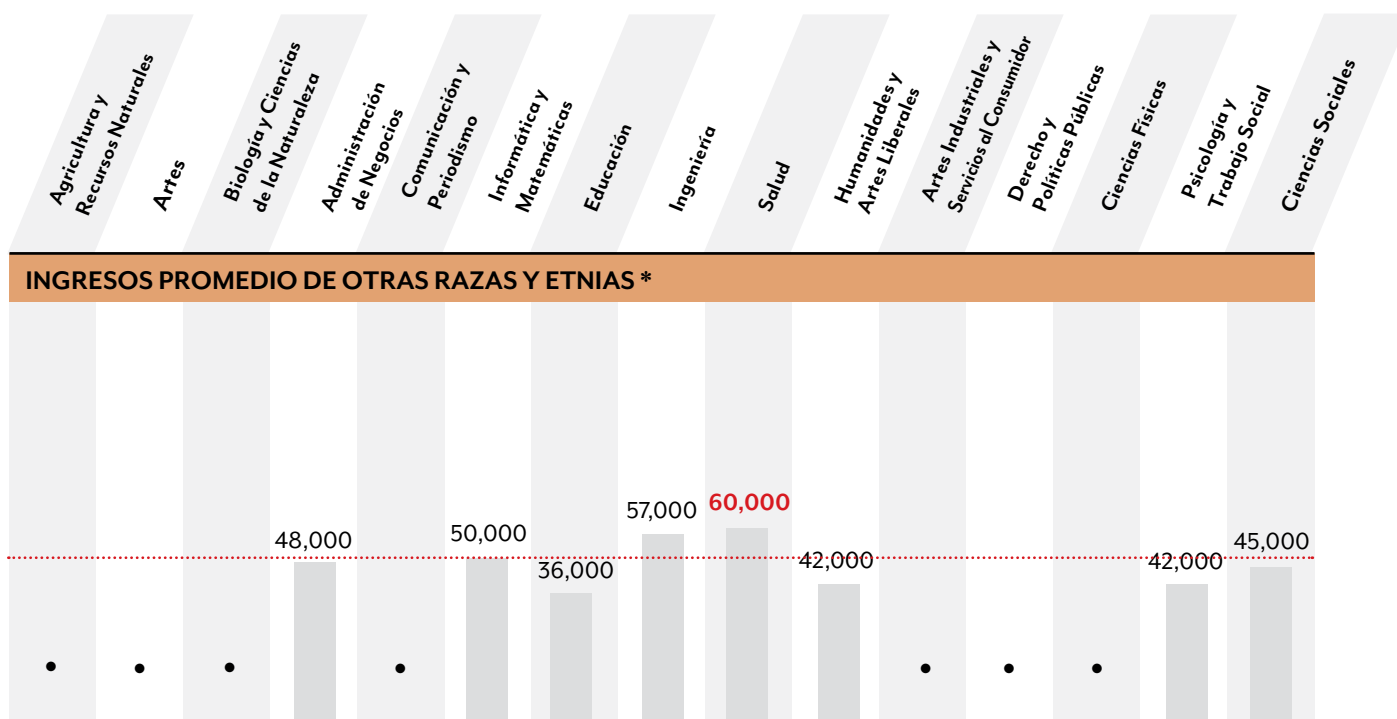 Agricultura y
Recursos Naturales
Artes
Biología y Ciencias
de la Naturaleza
Administración
de Negocios
Comunicación y
Periodismo
Informática y
Matemáticas
Educación
Ingeniería
Salud
Humanidades y
Artes Liberales
Artes Industriales y
Servicios al Consumidor
Derecho y
Políticas Públicas
Ciencias Físicas
Psicología y
Trabajo Social
Ciencias Sociales
INGRESOS PROMEDIO DE OTRAS RAZAS Y ETNIAS *
48,000
50,000
36,000
57,000
60,000
42,000
42,000
45,000